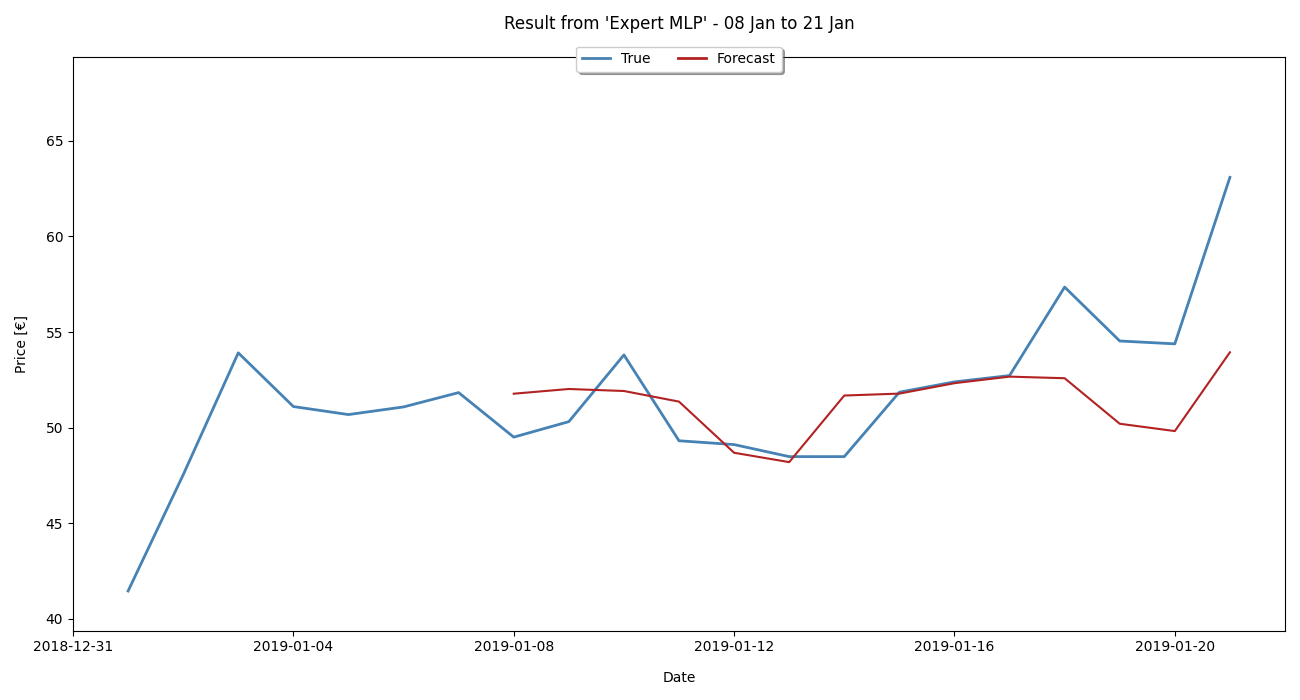 Result from 'Expert MLP' - 08 Jan to 21 Jan
True Forecast
65
60
55
50
45
40
Price [€]
2018-12-31 2019-01-04 2019-01-08 2019-01-12 2019-01-16 2019-01-20
Date